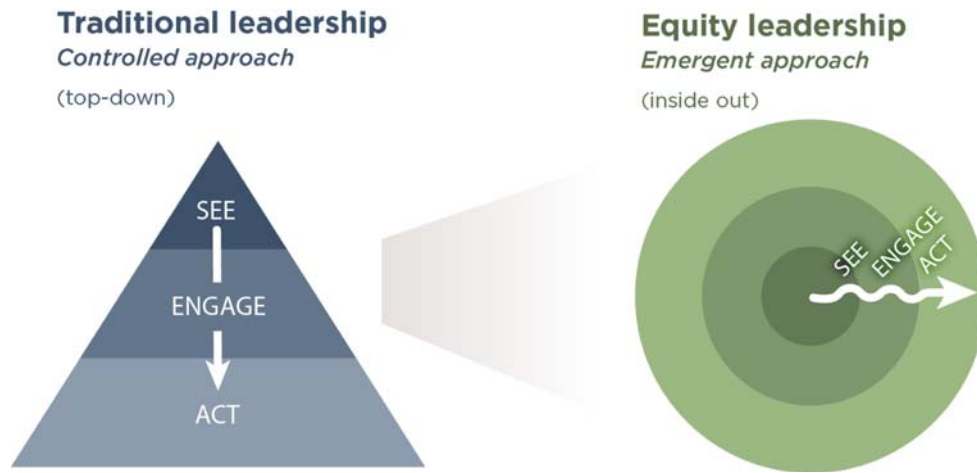 Traditional leadership
Controlled approach
(top-down)
SEE
ENGAGE
ACT
Equity leadership
Emergent approach
(inside out)
SEE
ENGAGE
ACT